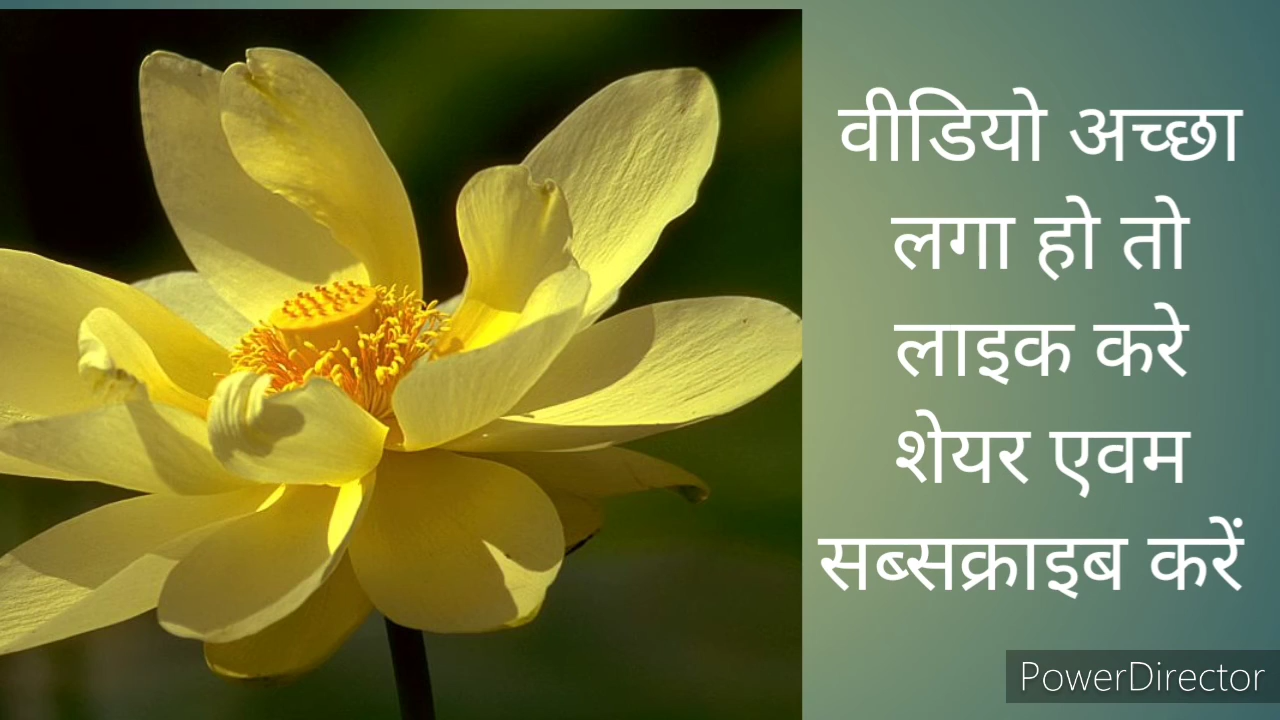 वीडियो अच्छा
लगा हो तो
लाइक करे
शेयर एवम
सब्सक्राइब करें
PowerDirector